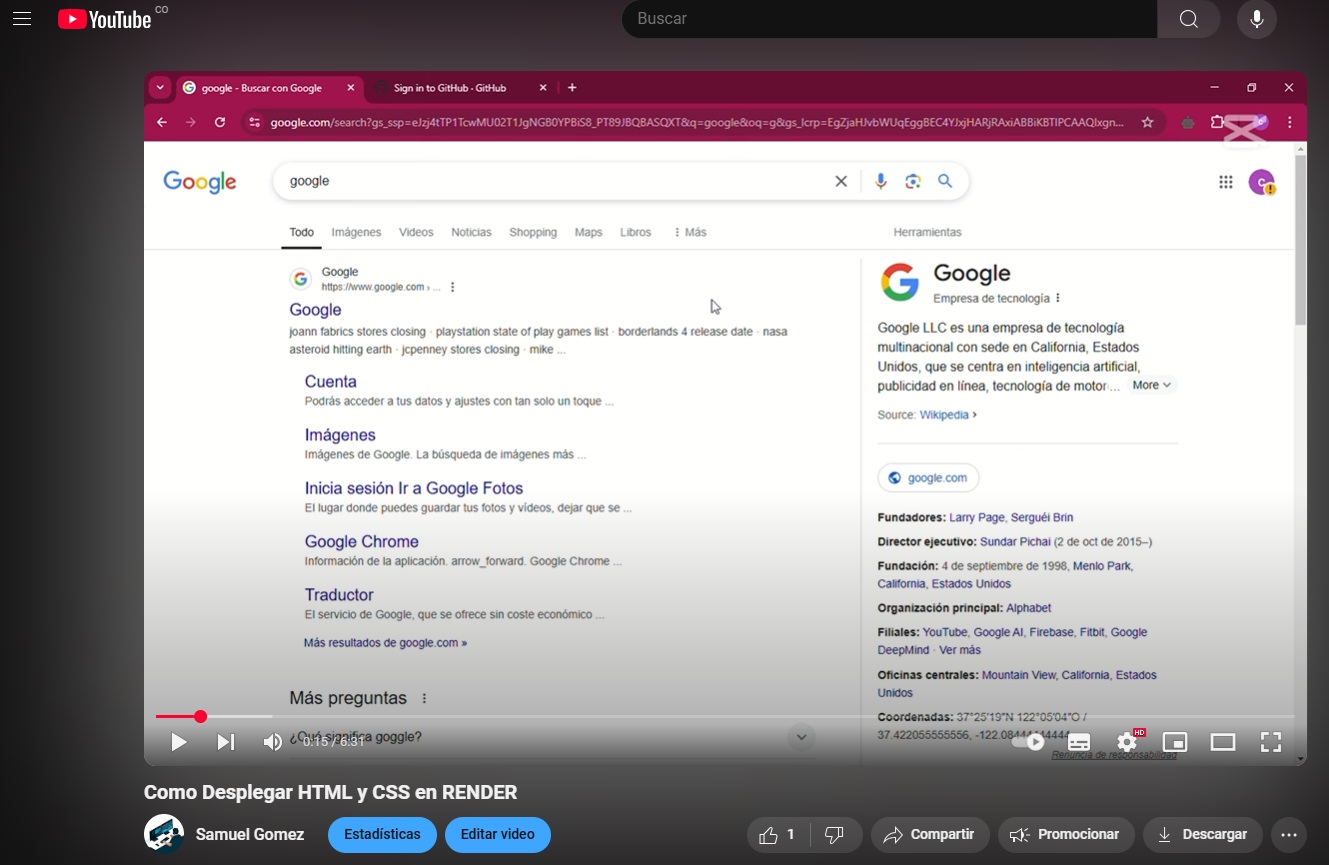 YouTube CO
Buscar
google - Buscar con Google
Sign in to GitHub · GitHub
google.com/search?gs_ssp=eJzj4tTP1TcwMU02T1JgNGB0YPBiS8_PT89JBQBASQXT&q=google&oq=g&gs_lcrp=EgZjaHJvbWUqEggBEC4YJxjHARjRAxiABBiKBTIPCAAQIxgn...
Google
google
C
Todo Imágenes Videos Noticias Shopping Maps Libros Más Herramientas
Google
https://www.google.com › ...
Google
joann fabrics stores closing · playstation state of play games list · borderlands 4 release date · nasa
asteroid hitting earth · jcpenney stores closing · mike ...
Cuenta
Podrás acceder a tus datos y ajustes con tan solo un toque ...
Imágenes
Imágenes de Google. La búsqueda de imágenes más ...
Inicia sesión Ir a Google Fotos
El lugar donde puedes guardar tus fotos y vídeos, dejar que se ...
Google Chrome
Información de la aplicación. arrow_forward. Google Chrome ...
Traductor
El servicio de Google, que se ofrece sin coste económico ...
Más resultados de google.com »
Más preguntas
¿Qué significa goggle?
Google
Empresa de tecnología
Google LLC es una empresa de tecnología
multinacional con sede en California, Estados
Unidos, que se centra en inteligencia artificial,
publicidad en línea, tecnología de motor ... More
Source: Wikipedia ›
google.com
Fundadores: Larry Page, Serguéi Brin
Director ejecutivo: Sundar Pichai (2 de oct de 2015–)
Fundación: 4 de septiembre de 1998, Menlo Park,
California, Estados Unidos
Organización principal: Alphabet
Filiales: YouTube, Google AI, Firebase, Fitbit, Google
DeepMind · Ver más
Oficinas centrales: Mountain View, California, Estados
Unidos
Coordenadas: 37°25′19″N 122°05′04″O /
37.422055555556, -122.08444444444
Renuncia de responsabilidad
0:15 / 6:31
HD
Como Desplegar HTML y CSS en RENDER
Samuel Gomez
Estadísticas
Editar video
1
Compartir
Promocionar
Descargar